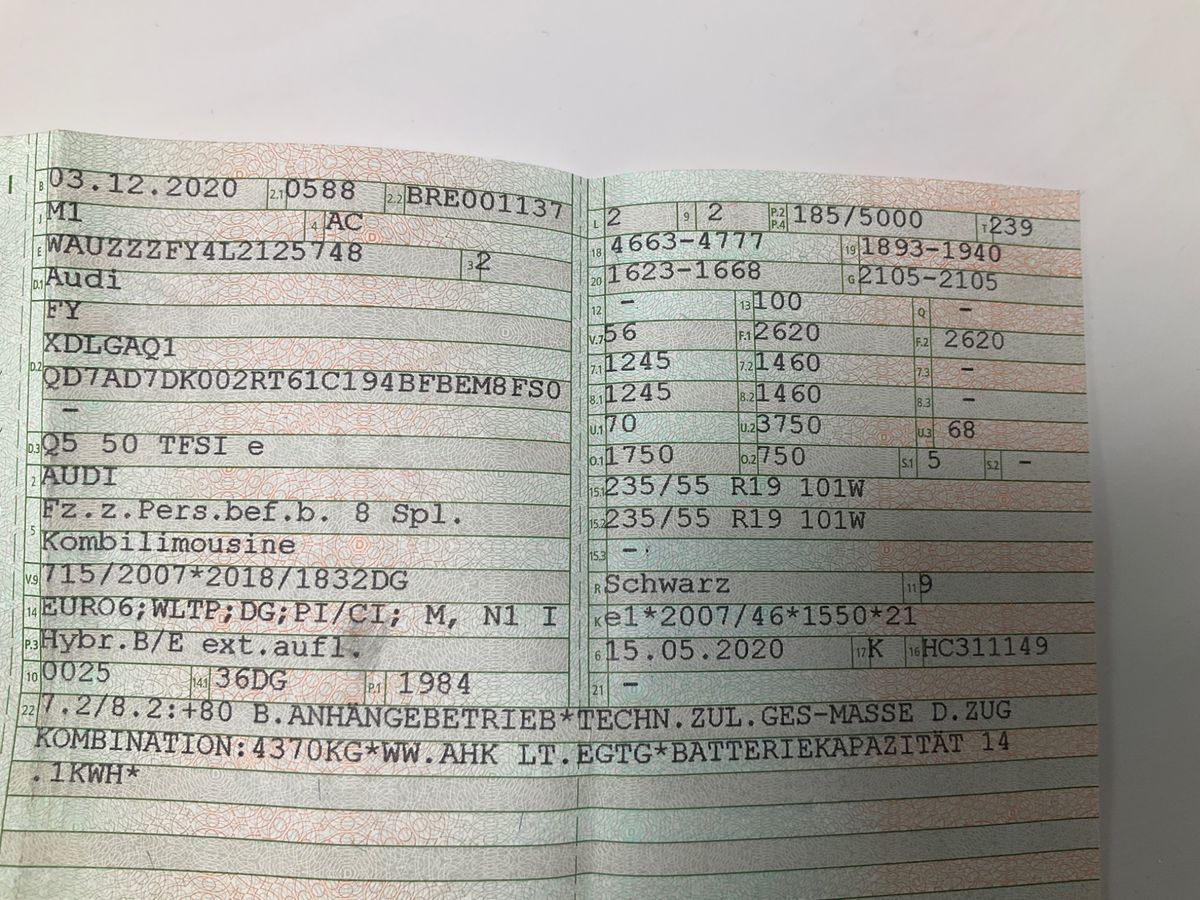 B 03.12.2020 2.1 0588 2.2 BRE001137
J M1 4 AC
E WAUZZZFY4L2125748 3 2
D.1 Audi
FY
D.2 XDLGAQ1
QD7AD7DK002RT61C194BFBEM8FS0
–
D.3 Q5 50 TFSI e
2 AUDI
5 Fz.z.Pers.bef.b. 8 Spl.
Kombilimousine
V.9 715/2007*2018/1832DG
14 EURO6;WLTP;DG;PI/CI; M, N1 I
P.3 Hybr.B/E ext.aufl.
10 0025 14.1 36DG P.1 1984
L 2 9 2 P.2 P.4 185/5000 T 239
18 4663-4777 19 1893-1940
20 1623-1668 G 2105-2105
12 – 13 100 Q –
V.7 56 F.1 2620 F.2 2620
7.1 1245 7.2 1460 7.3 –
8.1 1245 8.2 1460 8.3 –
U.1 70 U.2 3750 U.3 68
O.1 1750 O.2 750 S.1 5 S.2 –
15.1 235/55 R19 101W
15.2 235/55 R19 101W
15.3 –
R Schwarz 11 9
K e1*2007/46*1550*21
6 15.05.2020 17 K 16 HC311149
21 –
22 7.2/8.2:+80 B.ANHÄNGEBETRIEB*TECHN.ZUL.GES-MASSE D.ZUG
KOMBINATION:4370KG*WW.AHK LT.EGTG*BATTERIEKAPAZITÄT 14
.1KWH*